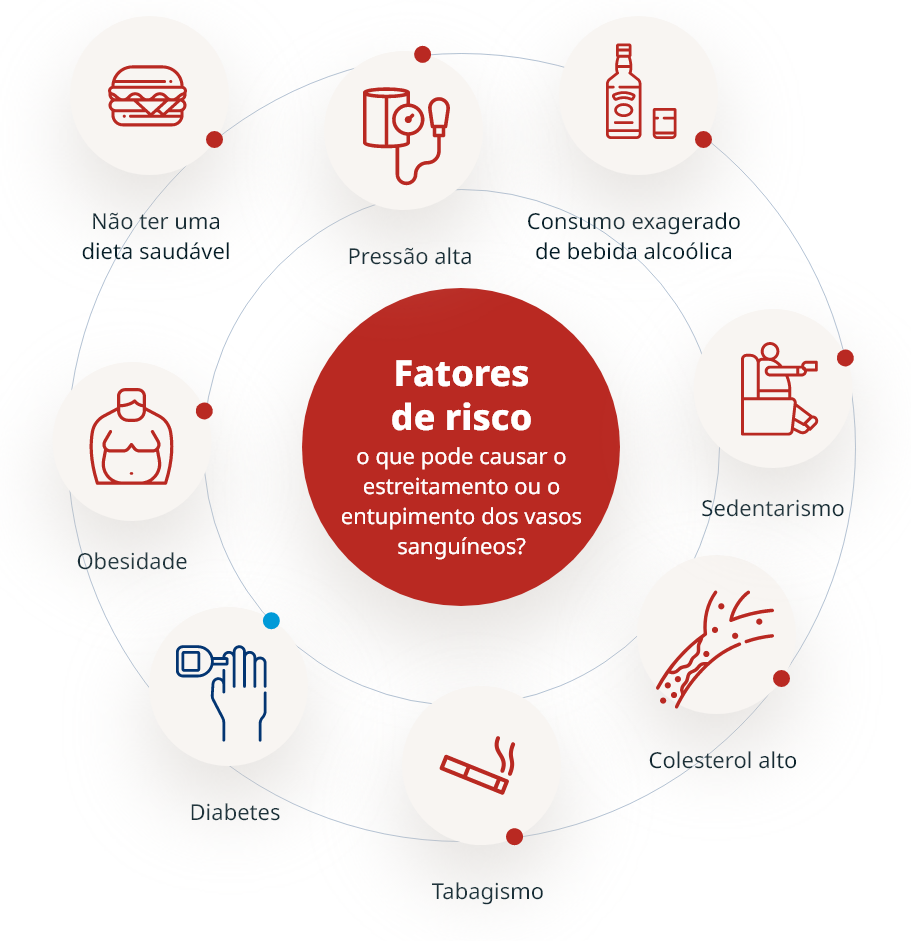 Não ter uma
dieta saudável
Pressão alta
Consumo exagerado
de bebida alcoólica
Fatores
de risco
o que pode causar o
estreitamento ou o
entupimento dos vasos
sanguíneos?
Sedentarismo
Obesidade
Colesterol alto
Diabetes
Tabagismo